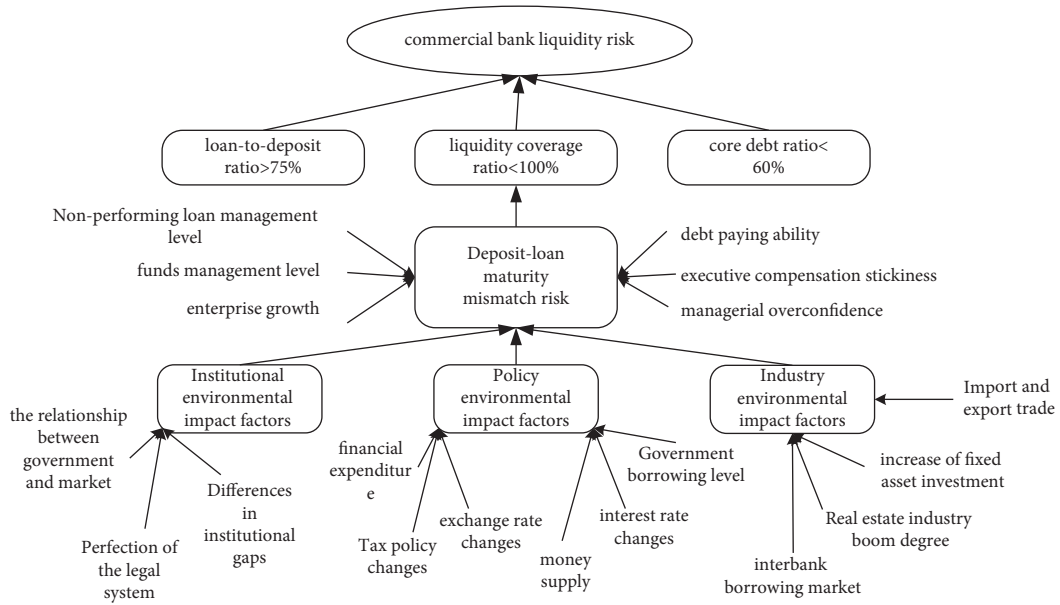 commercial bank liquidity risk
loan-to-deposit
ratio>75%
liquidity coverage
ratio<100%
core debt ratio<
60%
Non-performing loan management
level
funds management level
enterprise growth
Deposit-loan
maturity
mismatch risk
debt paying ability
executive compensation stickiness
managerial overconfidence
Institutional
environmental
impact factors
Policy
environmental
impact factors
Industry
environmental
impact factors
Import and
export trade
the relationship
between
government
and market
Perfection of
the legal
system
Differences
in
institutional
gaps
financial
expenditur
e
Tax policy
changes
exchange rate
changes
money
supply
interest rate
changes
Government
borrowing level
interbank
borrowing market
Real estate industry
boom degree
increase of fixed
asset investment